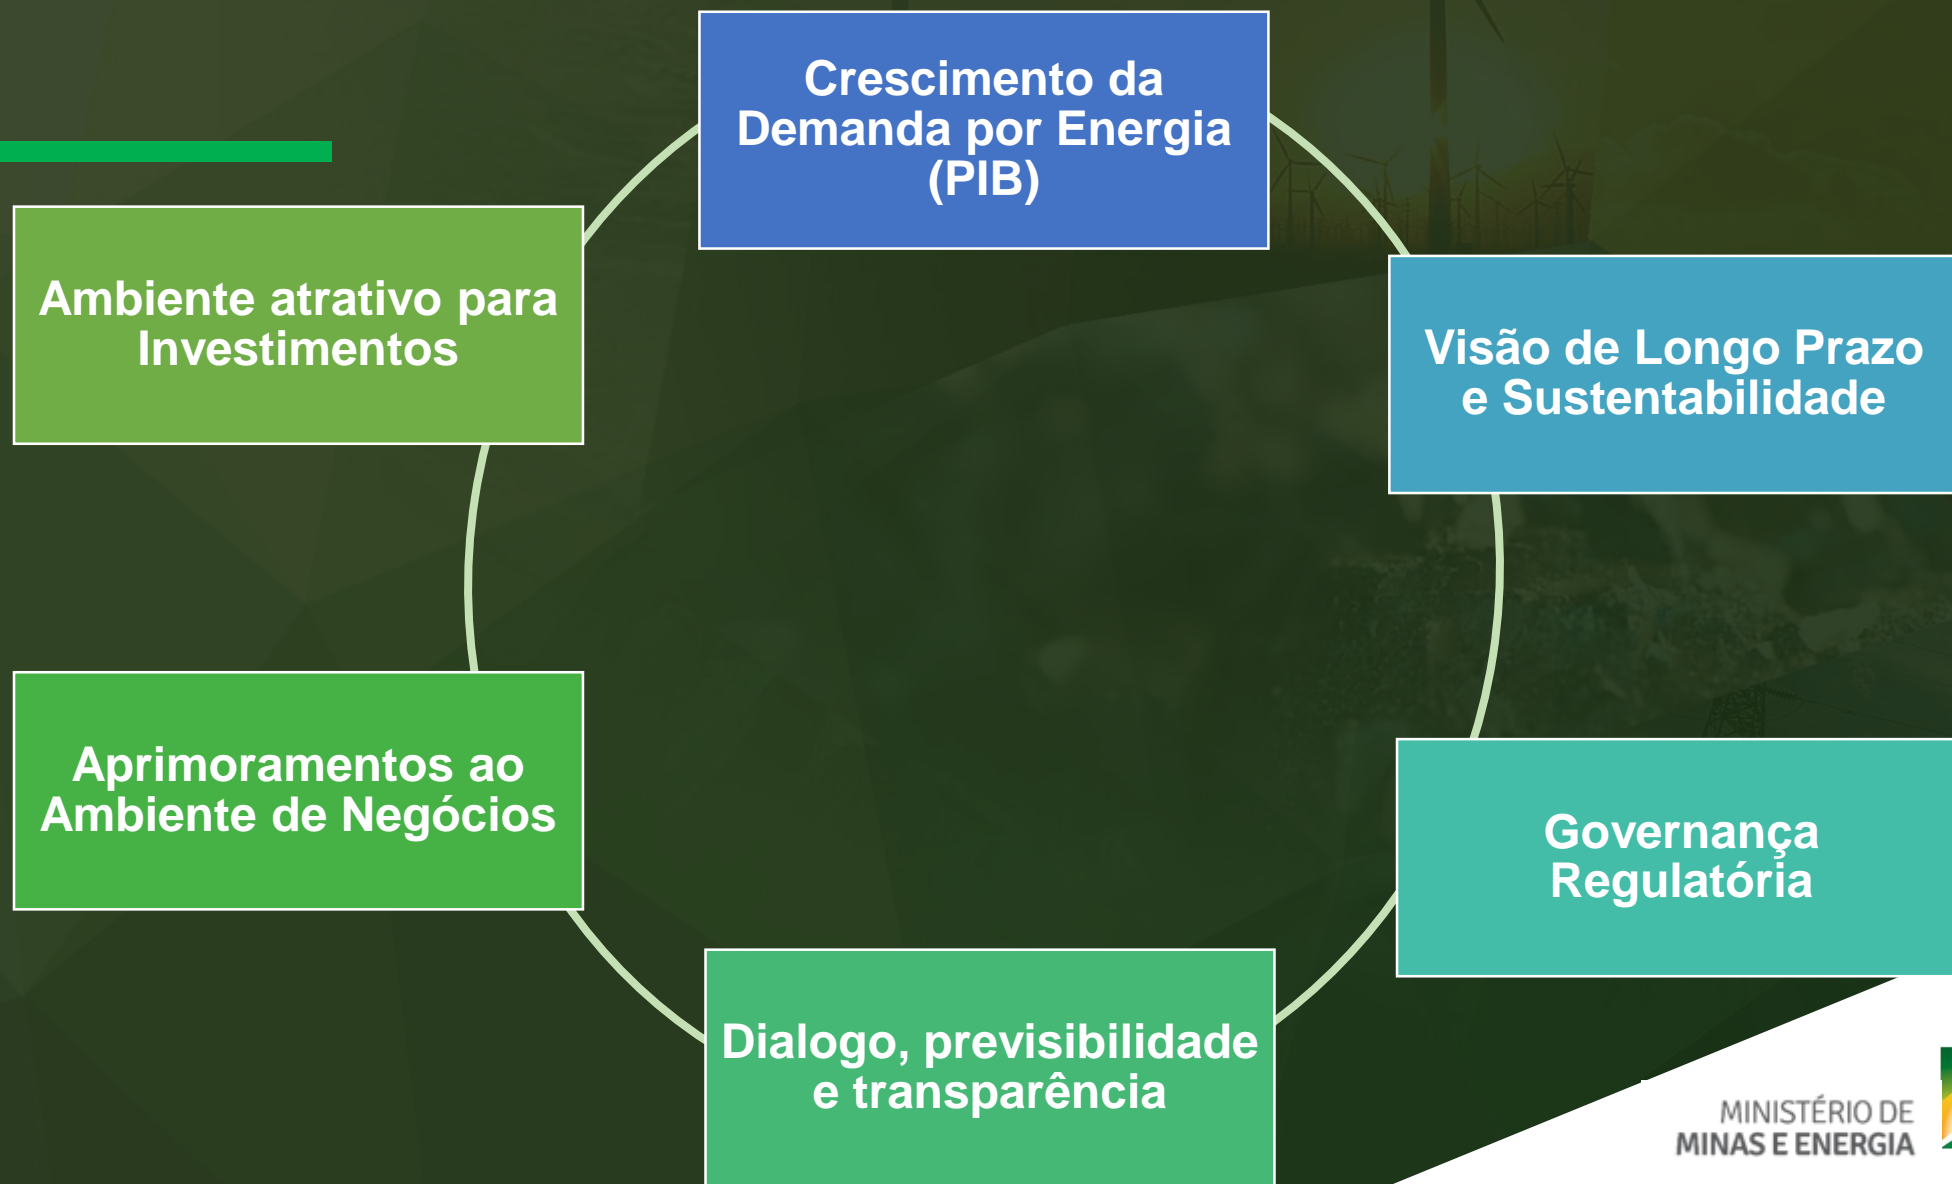 Crescimento da
Demanda por Energia
(PIB)
Visão de Longo Prazo
e Sustentabilidade
Governança
Regulatória
Dialogo, previsibilidade
e transparência
Aprimoramentos ao
Ambiente de Negócios
Ambiente atrativo para
Investimentos
MINISTÉRIO DE
MINAS E ENERGIA